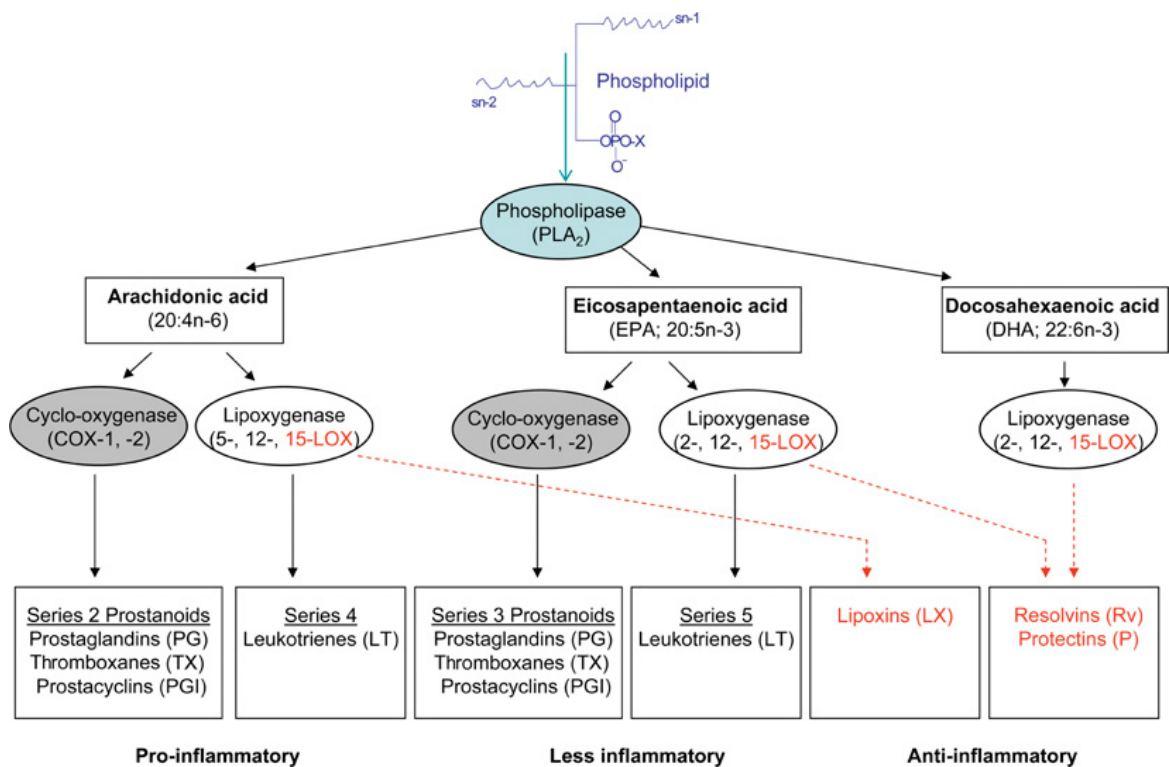 sn-1
Phospholipid
sn-2
O
OPO-X
O-
Phospholipase
(PLA2)
Arachidonic acid
(20:4n-6)
Eicosapentaenoic acid
(EPA; 20:5n-3)
Docosahexaenoic acid
(DHA; 22:6n-3)
Cyclo-oxygenase
(COX-1, -2)
Lipoxygenase
(5-, 12-, 15-LOX)
Cyclo-oxygenase
(COX-1, -2)
Lipoxygenase
(2-, 12-, 15-LOX)
Lipoxygenase
(2-, 12-, 15-LOX)
Series 2 Prostanoids
Prostaglandins (PG)
Thromboxanes (TX)
Prostacyclins (PGI)
Series 4
Leukotrienes (LT)
Series 3 Prostanoids
Prostaglandins (PG)
Thromboxanes (TX)
Prostacyclins (PGI)
Series 5
Leukotrienes (LT)
Lipoxins (LX)
Resolvins (Rv)
Protectins (P)
Pro-inflammatory
Less inflammatory
Anti-inflammatory